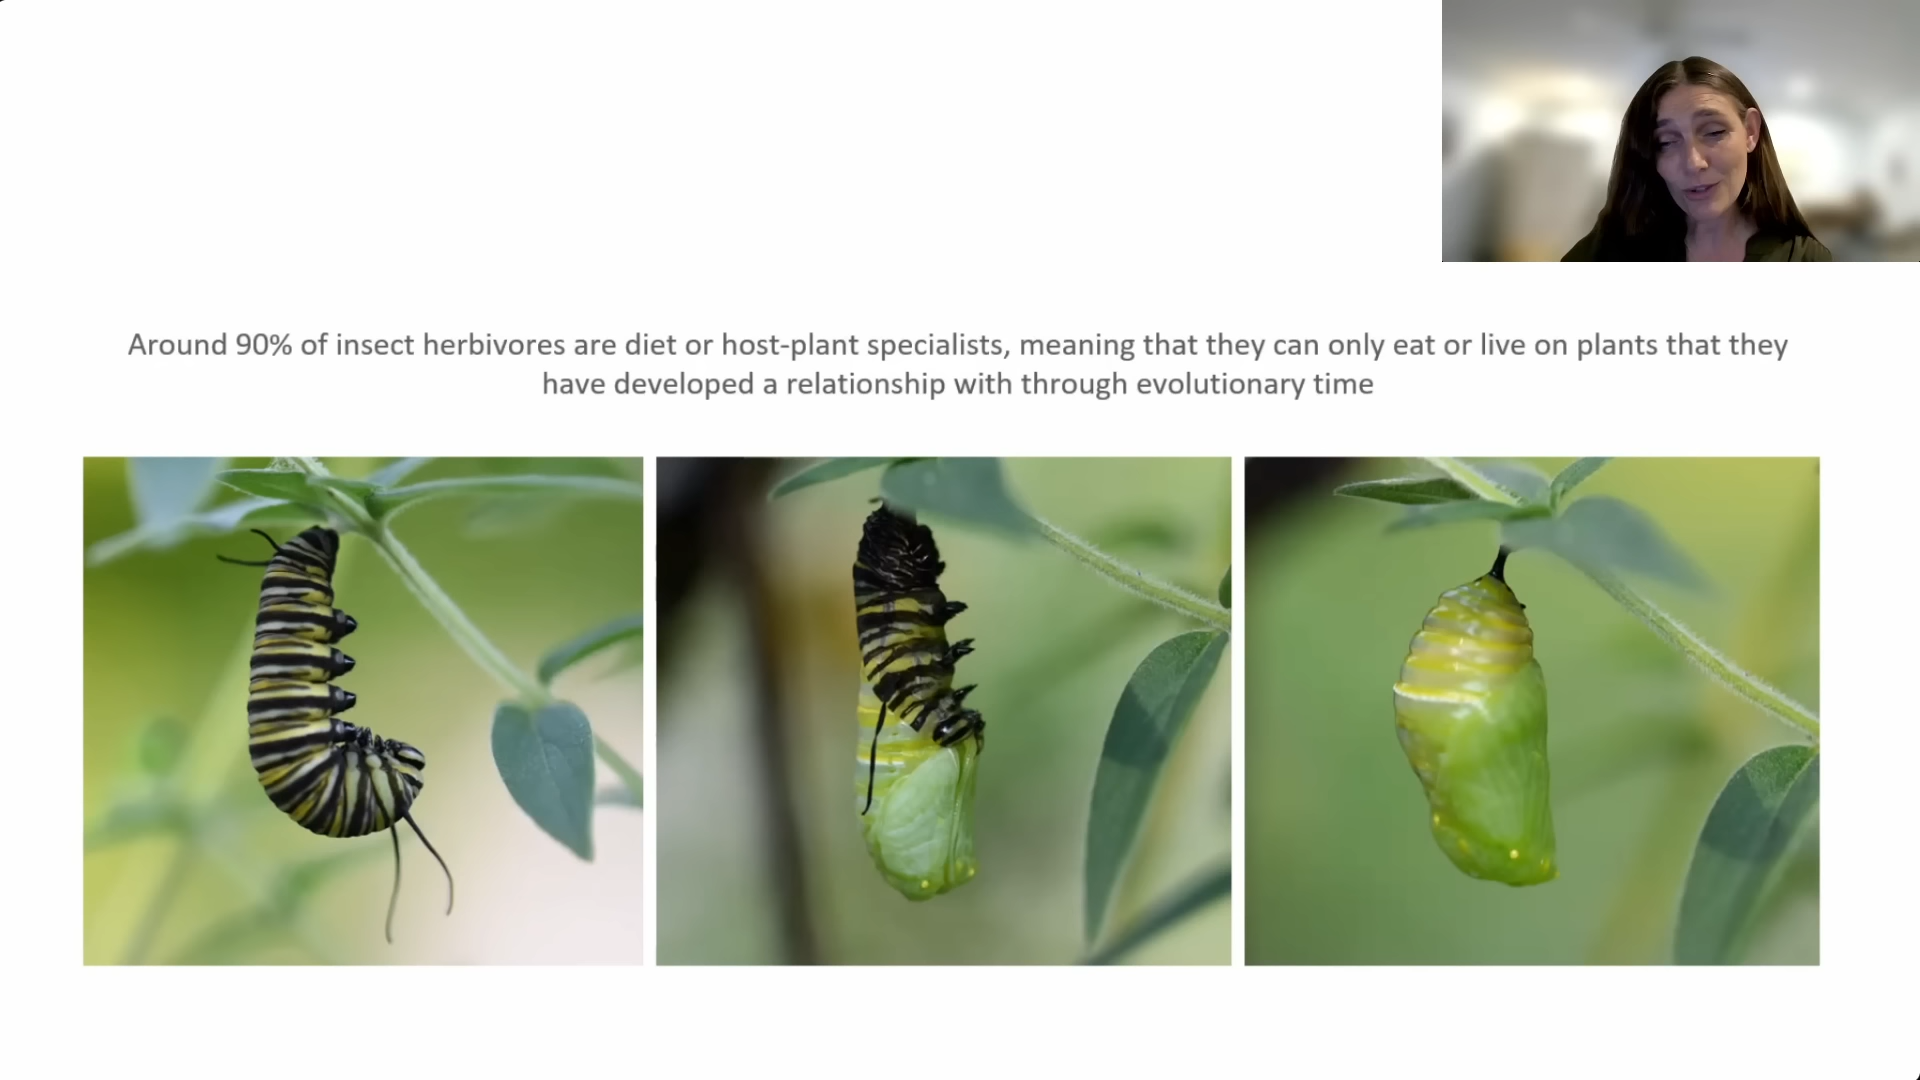 Around 90% of insect herbivores are diet or host-plant specialists, meaning that they can only eat or live on plants that they
have developed a relationship with through evolutionary time